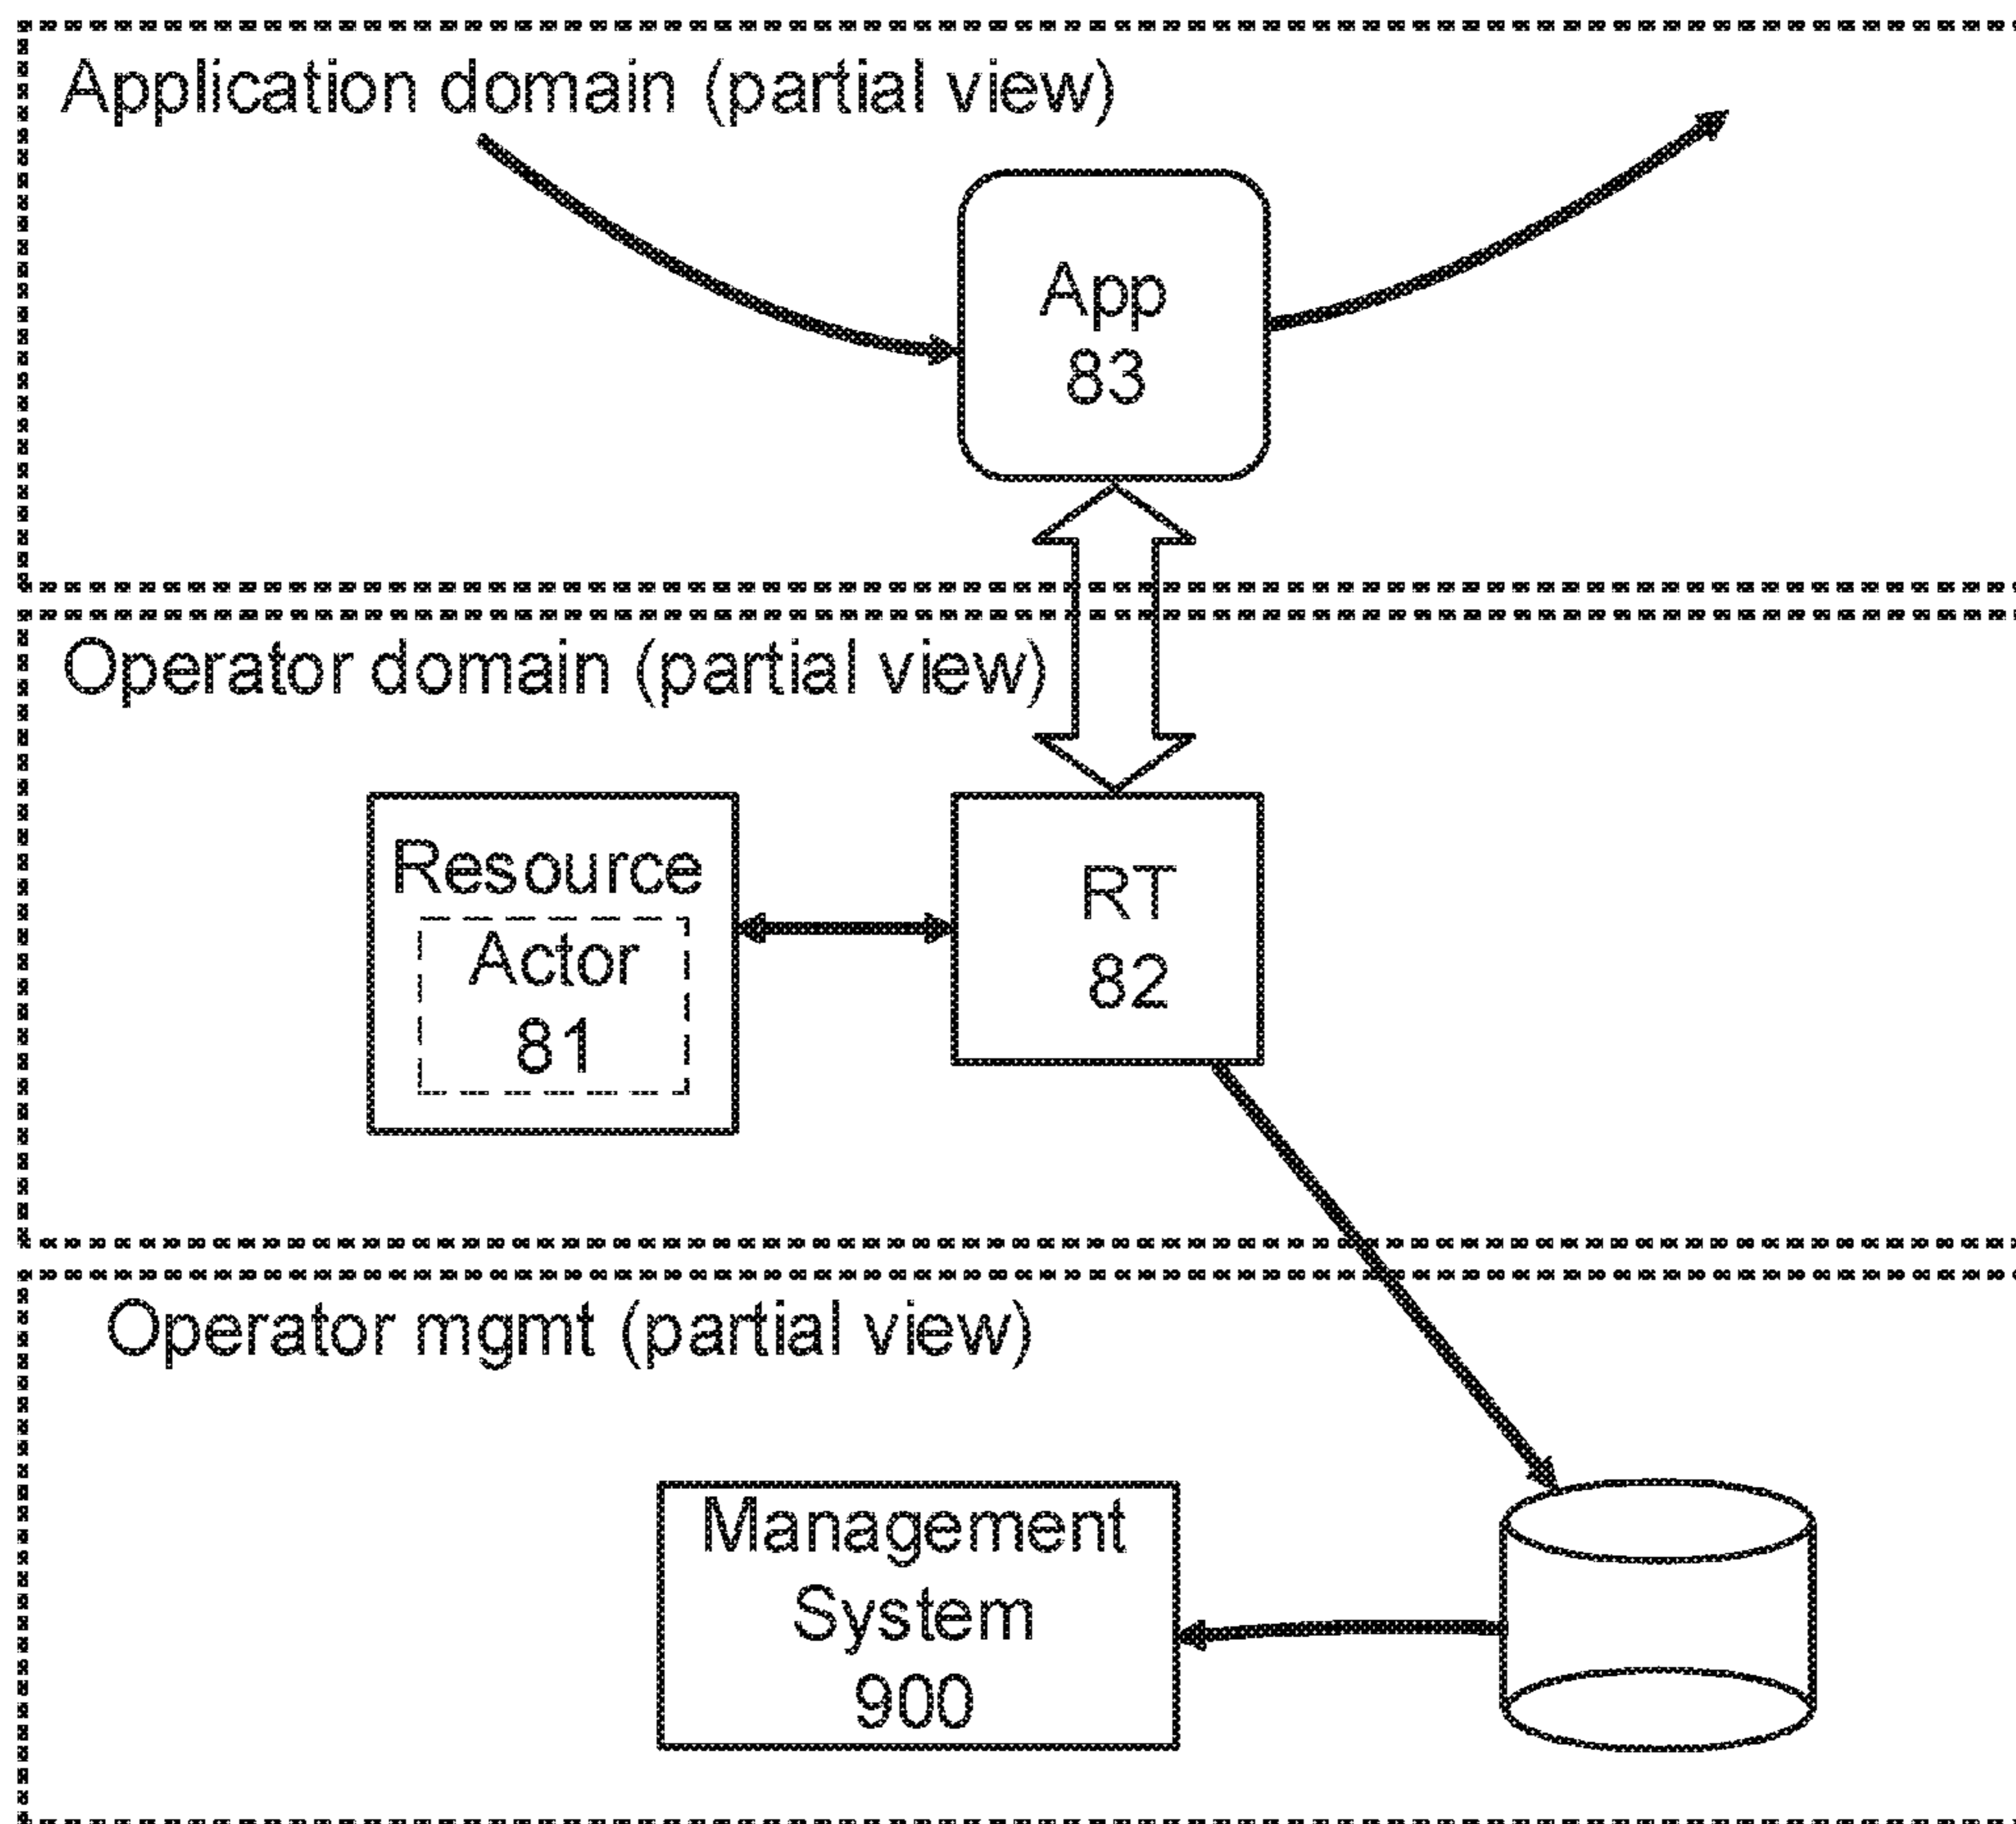 Application domain (partial view)
App
83
Operator domain (partial view)
Resource
Actor
81
RT
82
Operator mgmt (partial view)
Management
System
900